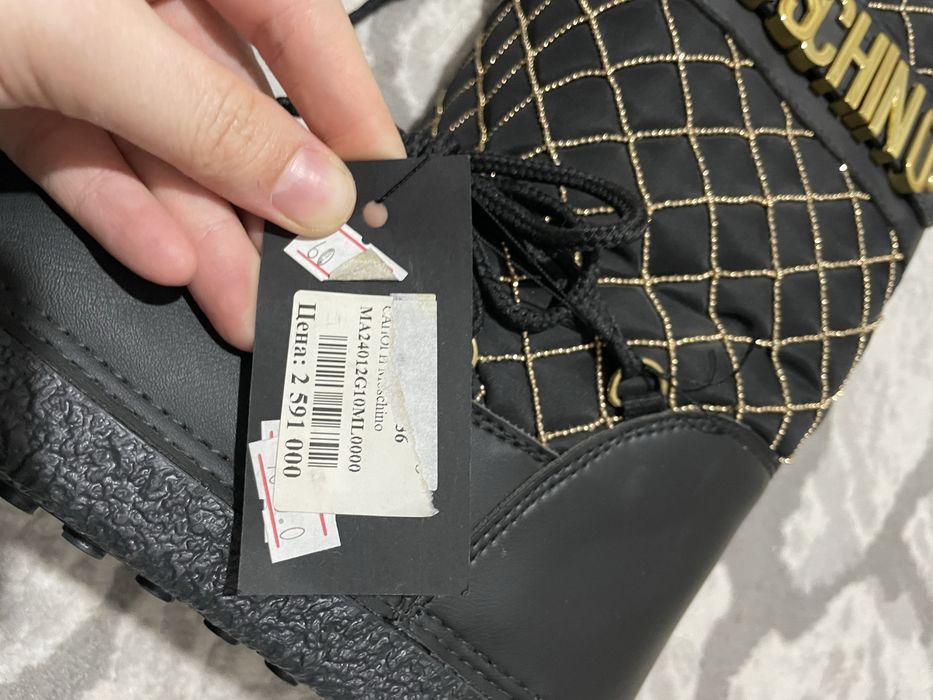 SCHINO
60
САПОГИ Moschino
36
MA24012G10ML0000
Цена: 2 591 000